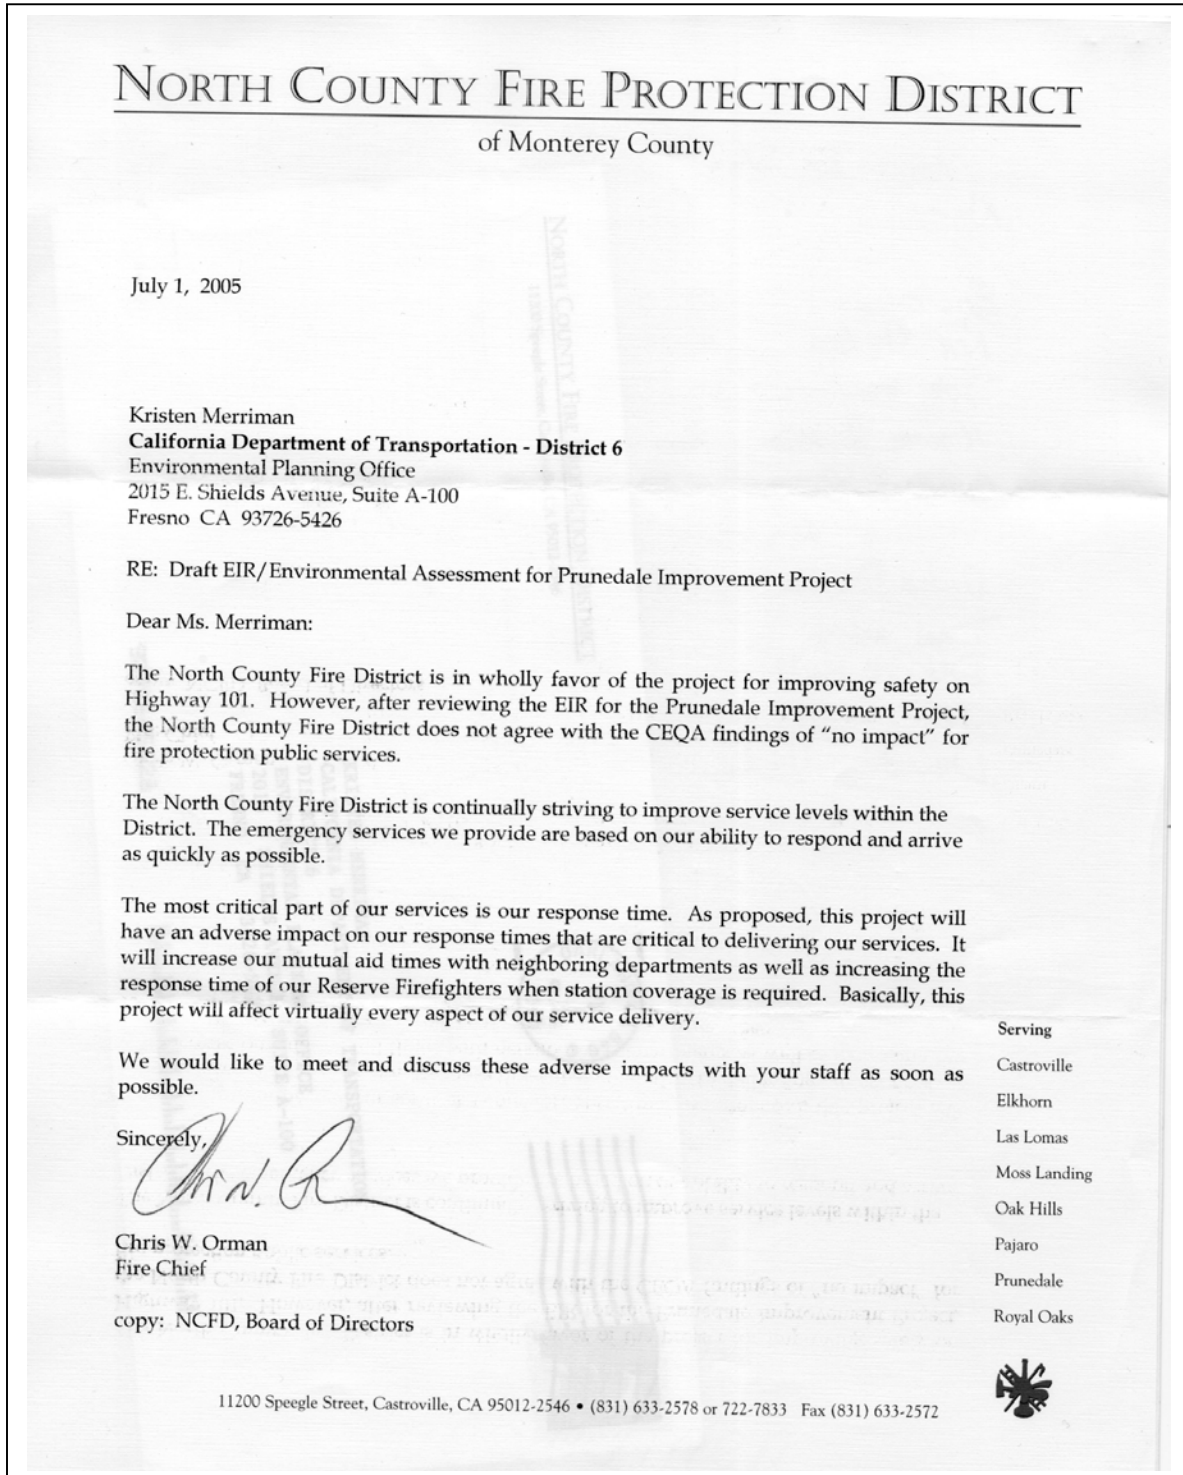 NORTH COUNTY FIRE PROTECTION DISTRICT
of Monterey County
July 1, 2005
Kristen Merriman
California Department of Transportation - District 6
Environmental Planning Office
2015 E. Shields Avenue, Suite A-100
Fresno CA 93726-5426
RE: Draft EIR/Environmental Assessment for Prunedale Improvement Project
Dear Ms. Merriman:
The North County Fire District is in wholly favor of the project for improving safety on
Highway 101. However, after reviewing the EIR for the Prunedale Improvement Project,
the North County Fire District does not agree with the CEQA findings of “no impact” for
fire protection public services.
The North County Fire District is continually striving to improve service levels within the
District. The emergency services we provide are based on our ability to respond and arrive
as quickly as possible.
The most critical part of our services is our response time. As proposed, this project will
have an adverse impact on our response times that are critical to delivering our services. It
will increase our mutual aid times with neighboring departments as well as increasing the
response time of our Reserve Firefighters when station coverage is required. Basically, this
project will affect virtually every aspect of our service delivery.
We would like to meet and discuss these adverse impacts with your staff as soon as
possible.
Sincerely,
Chris W. Orman
Fire Chief
copy: NCFD, Board of Directors
Serving
Castroville
Elkhorn
Las Lomas
Moss Landing
Oak Hills
Pajaro
Prunedale
Royal Oaks
11200 Speegle Street, Castroville, CA 95012-2546 • (831) 633-2578 or 722-7833 Fax (831) 633-2572